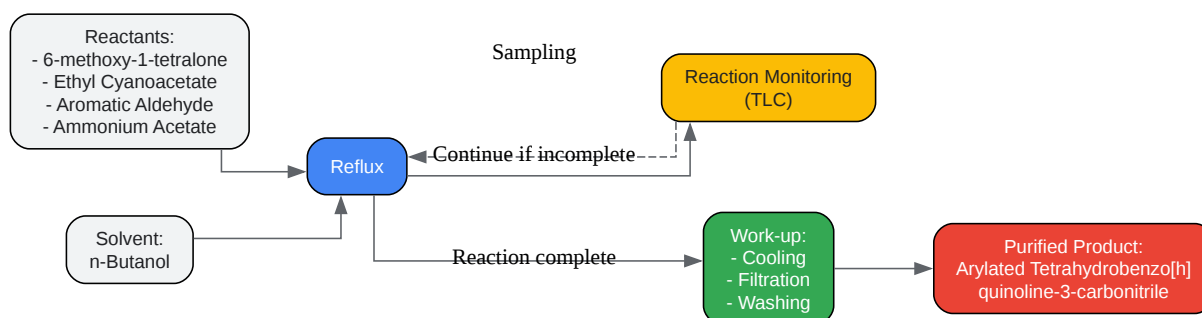 Reactants:
- 6-methoxy-1-tetralone
- Ethyl Cyanoacetate
- Aromatic Aldehyde
- Ammonium Acetate
Sampling
Reaction Monitoring
(TLC)
Reflux
Continue if incomplete
Solvent:
n-Butanol
Reaction complete
Work-up:
- Cooling
- Filtration
- Washing
Purified Product:
Arylated Tetrahydrobenzo[h]
quinoline-3-carbonitrile